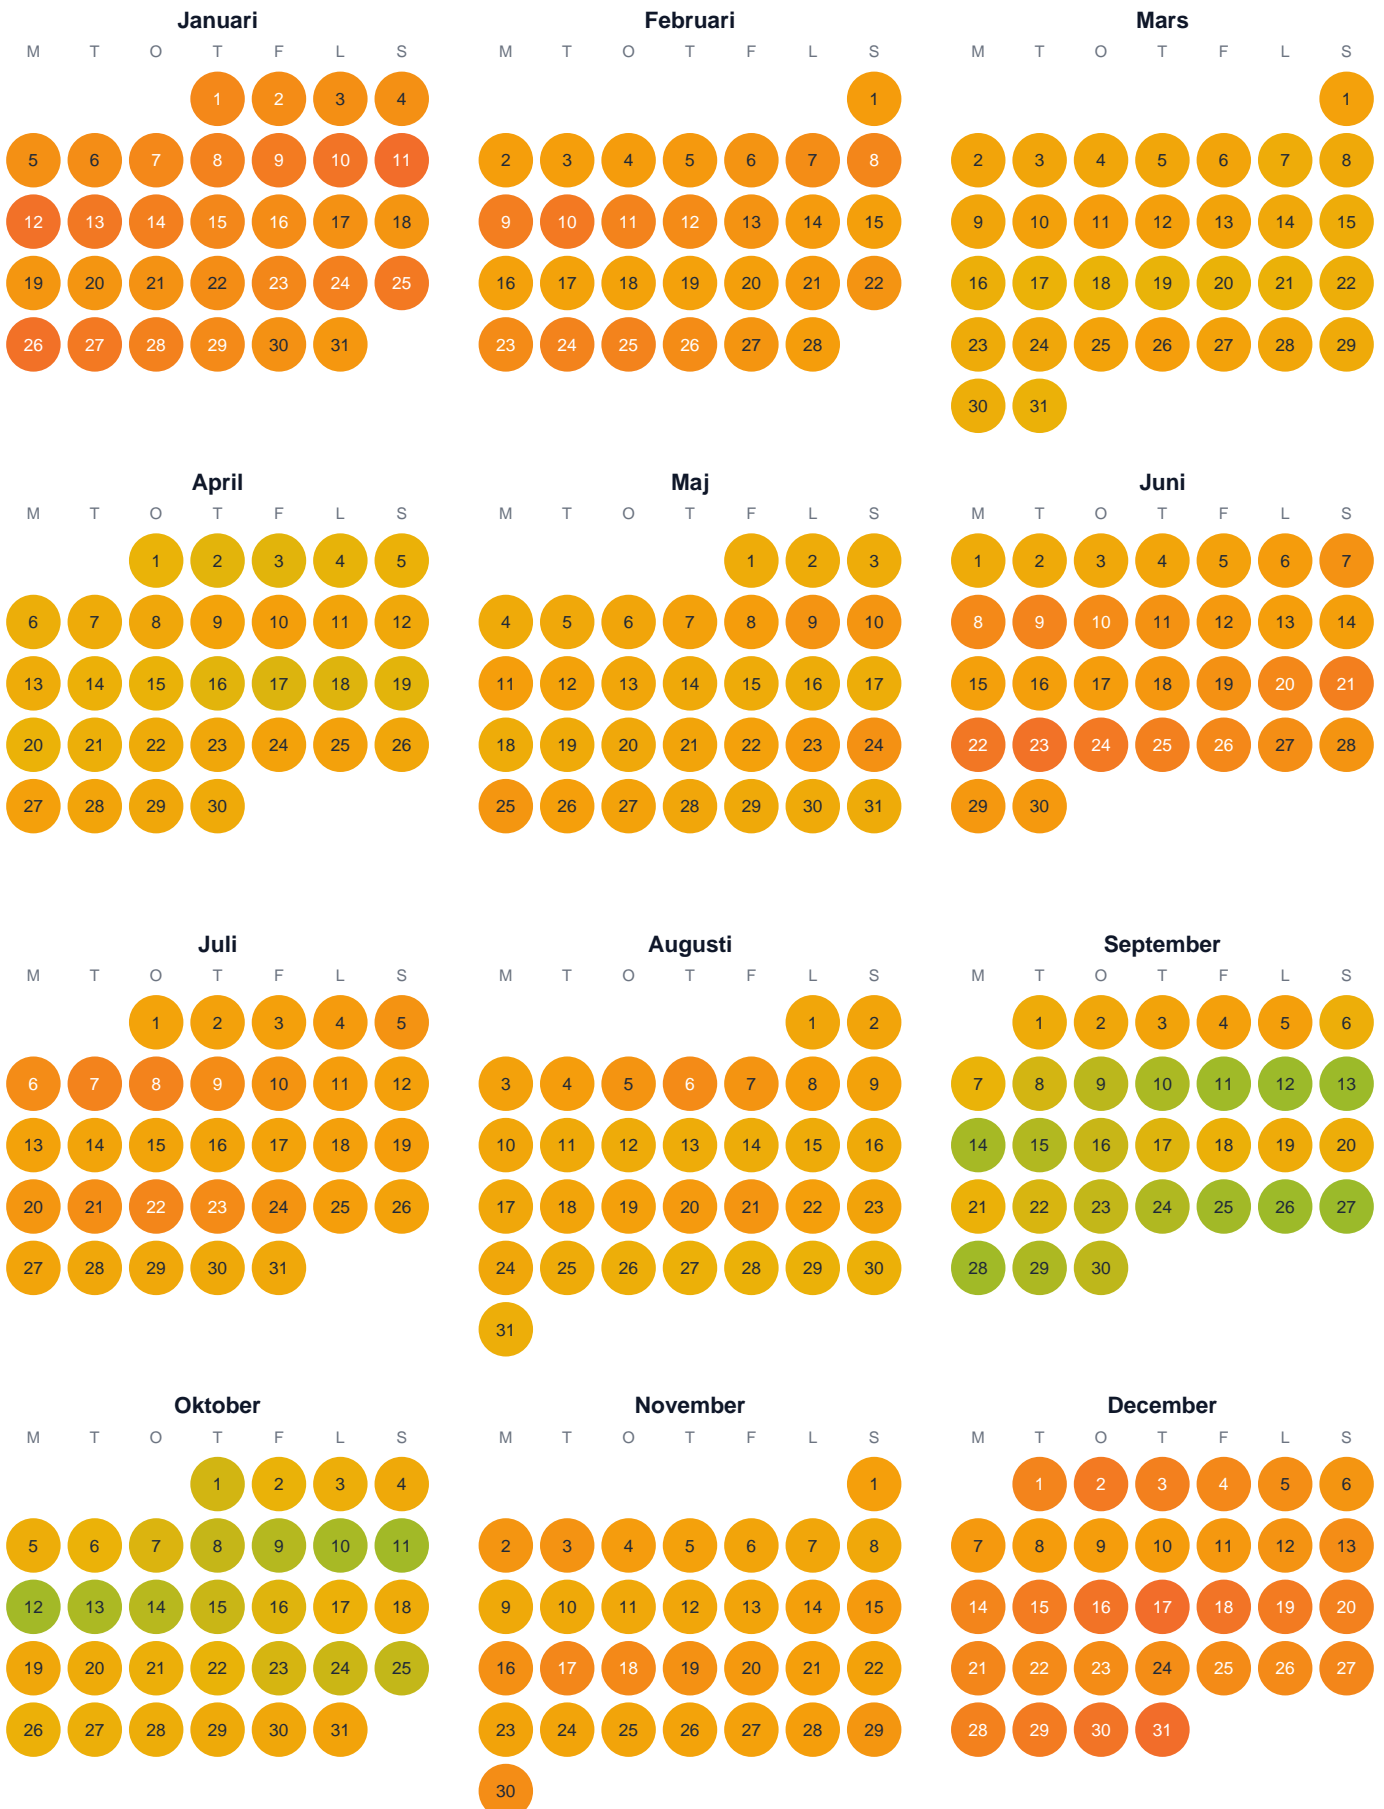 Januari
M T O T F L S
1 2 3 4
5 6 7 8 9 10 11
12 13 14 15 16 17 18
19 20 21 22 23 24 25
26 27 28 29 30 31
Februari
M T O T F L S
1
2 3 4 5 6 7 8
9 10 11 12 13 14 15
16 17 18 19 20 21 22
23 24 25 26 27 28
Mars
M T O T F L S
1
2 3 4 5 6 7 8
9 10 11 12 13 14 15
16 17 18 19 20 21 22
23 24 25 26 27 28 29
30 31
April
M T O T F L S
1 2 3 4 5
6 7 8 9 10 11 12
13 14 15 16 17 18 19
20 21 22 23 24 25 26
27 28 29 30
Maj
M T O T F L S
1 2 3
4 5 6 7 8 9 10
11 12 13 14 15 16 17
18 19 20 21 22 23 24
25 26 27 28 29 30 31
Juni
M T O T F L S
1 2 3 4 5 6 7
8 9 10 11 12 13 14
15 16 17 18 19 20 21
22 23 24 25 26 27 28
29 30
Juli
M T O T F L S
1 2 3 4 5
6 7 8 9 10 11 12
13 14 15 16 17 18 19
20 21 22 23 24 25 26
27 28 29 30 31
Augusti
M T O T F L S
1 2
3 4 5 6 7 8 9
10 11 12 13 14 15 16
17 18 19 20 21 22 23
24 25 26 27 28 29 30
31
September
M T O T F L S
1 2 3 4 5 6
7 8 9 10 11 12 13
14 15 16 17 18 19 20
21 22 23 24 25 26 27
28 29 30
Oktober
M T O T F L S
1 2 3 4
5 6 7 8 9 10 11
12 13 14 15 16 17 18
19 20 21 22 23 24 25
26 27 28 29 30 31
November
M T O T F L S
1
2 3 4 5 6 7 8
9 10 11 12 13 14 15
16 17 18 19 20 21 22
23 24 25 26 27 28 29
30
December
M T O T F L S
1 2 3 4 5 6
7 8 9 10 11 12 13
14 15 16 17 18 19 20
21 22 23 24 25 26 27
28 29 30 31